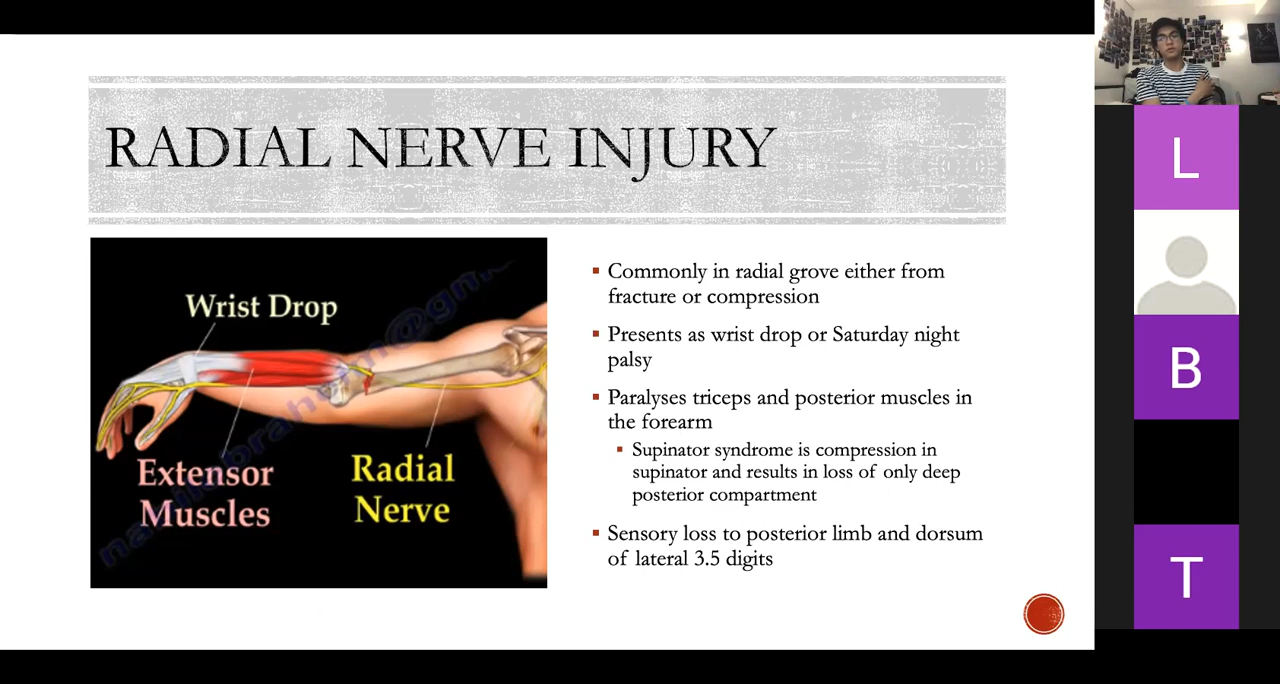 RADIAL NERVE INJURY
Wrist Drop
Extensor
Muscles
Radial
Nerve
▪ Commonly in radial grove either from
fracture or compression
▪ Presents as wrist drop or Saturday night
palsy
▪ Paralyses triceps and posterior muscles in
the forearm
▪ Supinator syndrome is compression in
supinator and results in loss of only deep
posterior compartment
▪ Sensory loss to posterior limb and dorsum
of lateral 3.5 digits
L
B
T